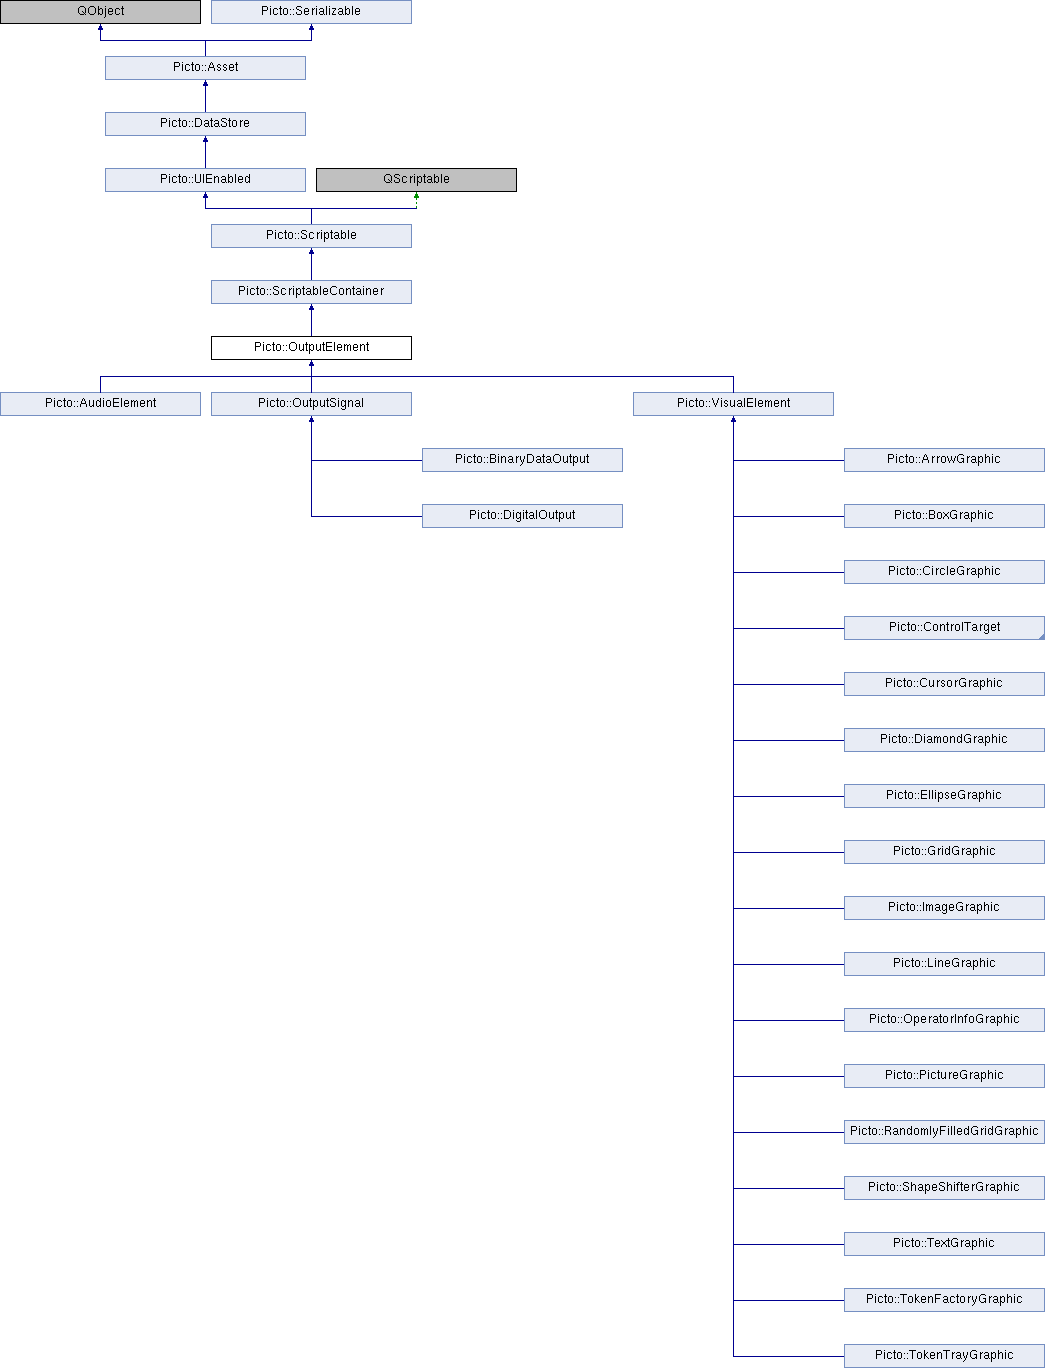 QObject
Picto::Serializable
Picto::Asset
Picto::DataStore
Picto::UIEnabled
QScriptable
Picto::Scriptable
Picto::ScriptableContainer
Picto::OutputElement
Picto::AudioElement
Picto::OutputSignal
Picto::VisualElement
Picto::BinaryDataOutput
Picto::ArrowGraphic
Picto::DigitalOutput
Picto::BoxGraphic
Picto::CircleGraphic
Picto::ControlTarget
Picto::CursorGraphic
Picto::DiamondGraphic
Picto::EllipseGraphic
Picto::GridGraphic
Picto::ImageGraphic
Picto::LineGraphic
Picto::OperatorInfoGraphic
Picto::PictureGraphic
Picto::RandomlyFilledGridGraphic
Picto::ShapeShifterGraphic
Picto::TextGraphic
Picto::TokenFactoryGraphic
Picto::TokenTrayGraphic